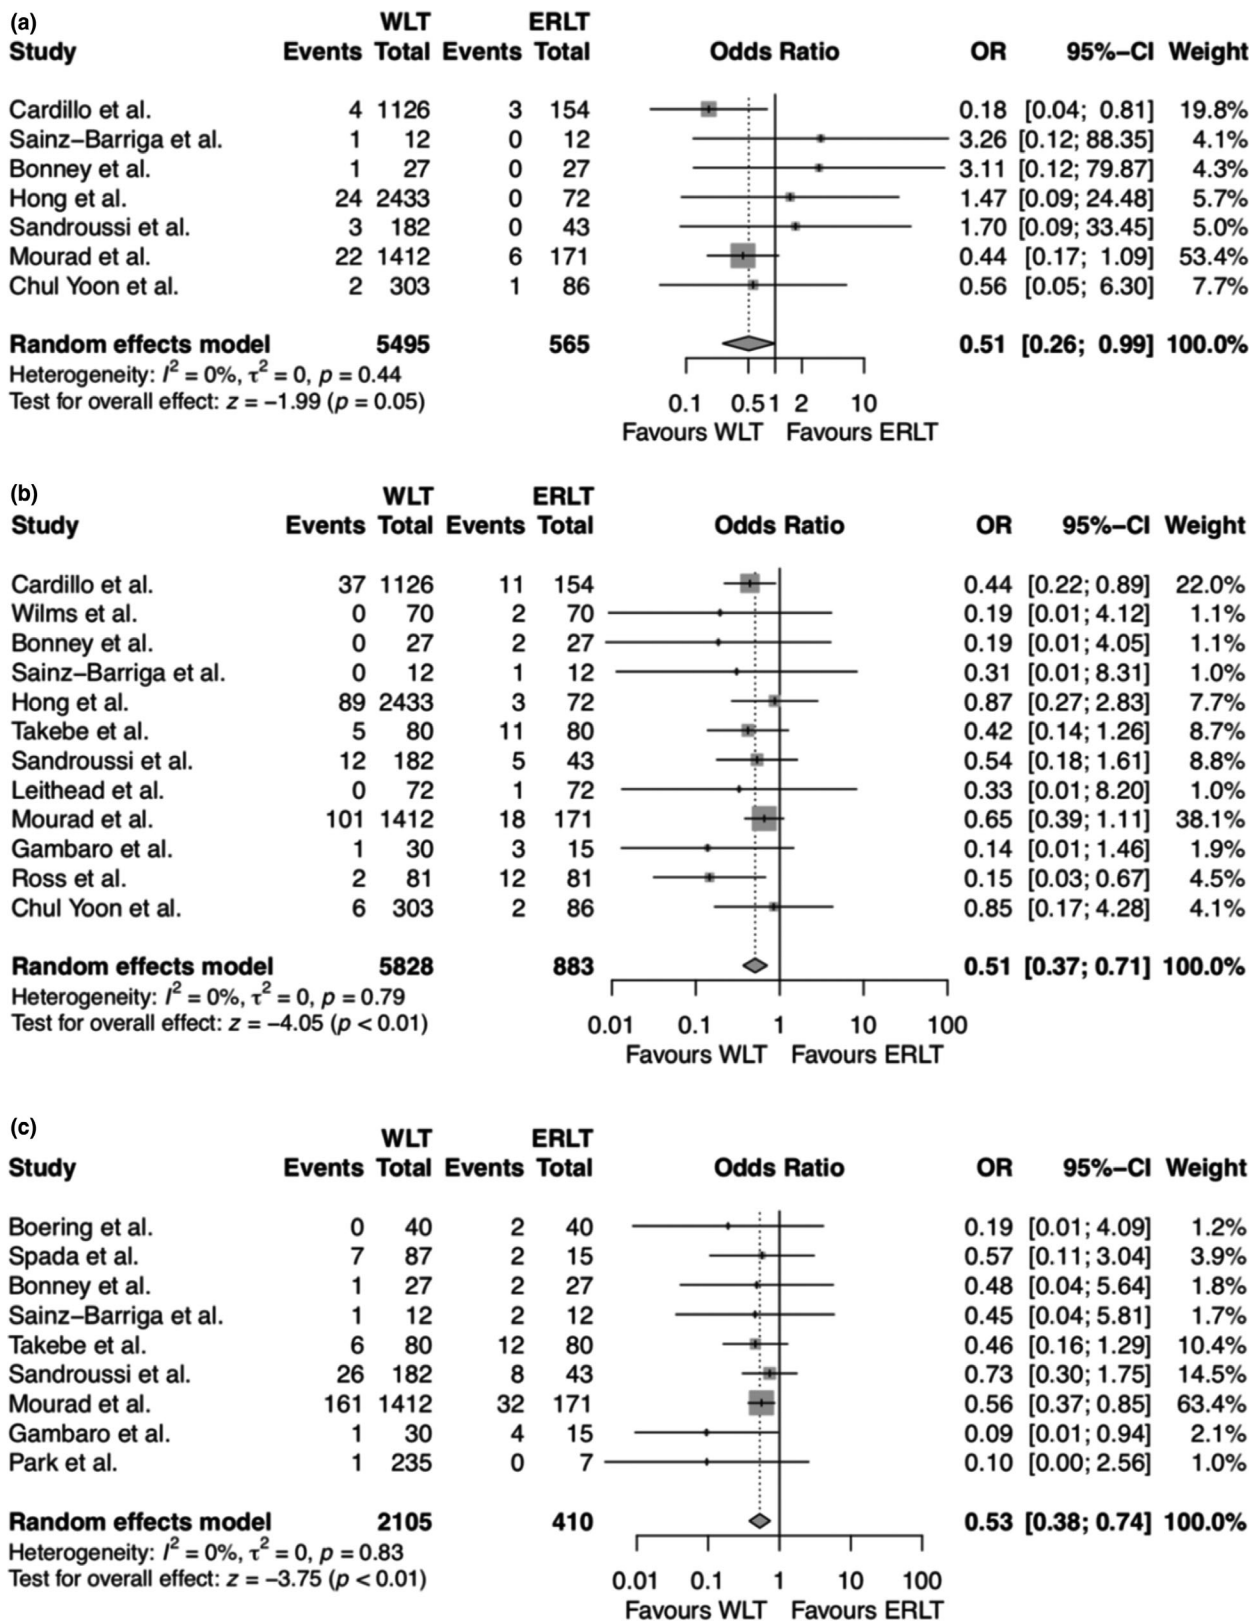 (a)
WLT ERLT
Study Events Total Events Total Odds Ratio OR 95%−CI Weight
Cardillo et al. 4 1126 3 154 0.18 [0.04; 0.81] 19.8%
Sainz−Barriga et al. 1 12 0 12 3.26 [0.12; 88.35] 4.1%
Bonney et al. 1 27 0 27 3.11 [0.12; 79.87] 4.3%
Hong et al. 24 2433 0 72 1.47 [0.09; 24.48] 5.7%
Sandroussi et al. 3 182 0 43 1.70 [0.09; 33.45] 5.0%
Mourad et al. 22 1412 6 171 0.44 [0.17; 1.09] 53.4%
Chul Yoon et al. 2 303 1 86 0.56 [0.05; 6.30] 7.7%
Random effects model 5495 565 0.51 [0.26; 0.99] 100.0%
Heterogeneity: I² = 0%, τ² = 0, p = 0.44
Test for overall effect: z = −1.99 (p = 0.05)
0.1 0.5 1 2 10
Favours WLT Favours ERLT
(b)
WLT ERLT
Study Events Total Events Total Odds Ratio OR 95%−CI Weight
Cardillo et al. 37 1126 11 154 0.44 [0.22; 0.89] 22.0%
Wilms et al. 0 70 2 70 0.19 [0.01; 4.12] 1.1%
Bonney et al. 0 27 2 27 0.19 [0.01; 4.05] 1.1%
Sainz−Barriga et al. 0 12 1 12 0.31 [0.01; 8.31] 1.0%
Hong et al. 89 2433 3 72 0.87 [0.27; 2.83] 7.7%
Takebe et al. 5 80 11 80 0.42 [0.14; 1.26] 8.7%
Sandroussi et al. 12 182 5 43 0.54 [0.18; 1.61] 8.8%
Leithead et al. 0 72 1 72 0.33 [0.01; 8.20] 1.0%
Mourad et al. 101 1412 18 171 0.65 [0.39; 1.11] 38.1%
Gambaro et al. 1 30 3 15 0.14 [0.01; 1.46] 1.9%
Ross et al. 2 81 12 81 0.15 [0.03; 0.67] 4.5%
Chul Yoon et al. 6 303 2 86 0.85 [0.17; 4.28] 4.1%
Random effects model 5828 883 0.51 [0.37; 0.71] 100.0%
Heterogeneity: I² = 0%, τ² = 0, p = 0.79
Test for overall effect: z = −4.05 (p < 0.01)
0.01 0.1 1 10 100
Favours WLT Favours ERLT
(c)
WLT ERLT
Study Events Total Events Total Odds Ratio OR 95%−CI Weight
Boering et al. 0 40 2 40 0.19 [0.01; 4.09] 1.2%
Spada et al. 7 87 2 15 0.57 [0.11; 3.04] 3.9%
Bonney et al. 1 27 2 27 0.48 [0.04; 5.64] 1.8%
Sainz−Barriga et al. 1 12 2 12 0.45 [0.04; 5.81] 1.7%
Takebe et al. 6 80 12 80 0.46 [0.16; 1.29] 10.4%
Sandroussi et al. 26 182 8 43 0.73 [0.30; 1.75] 14.5%
Mourad et al. 161 1412 32 171 0.56 [0.37; 0.85] 63.4%
Gambaro et al. 1 30 4 15 0.09 [0.01; 0.94] 2.1%
Park et al. 1 235 0 7 0.10 [0.00; 2.56] 1.0%
Random effects model 2105 410 0.53 [0.38; 0.74] 100.0%
Heterogeneity: I² = 0%, τ² = 0, p = 0.83
Test for overall effect: z = −3.75 (p < 0.01)
0.01 0.1 1 10 100
Favours WLT Favours ERLT